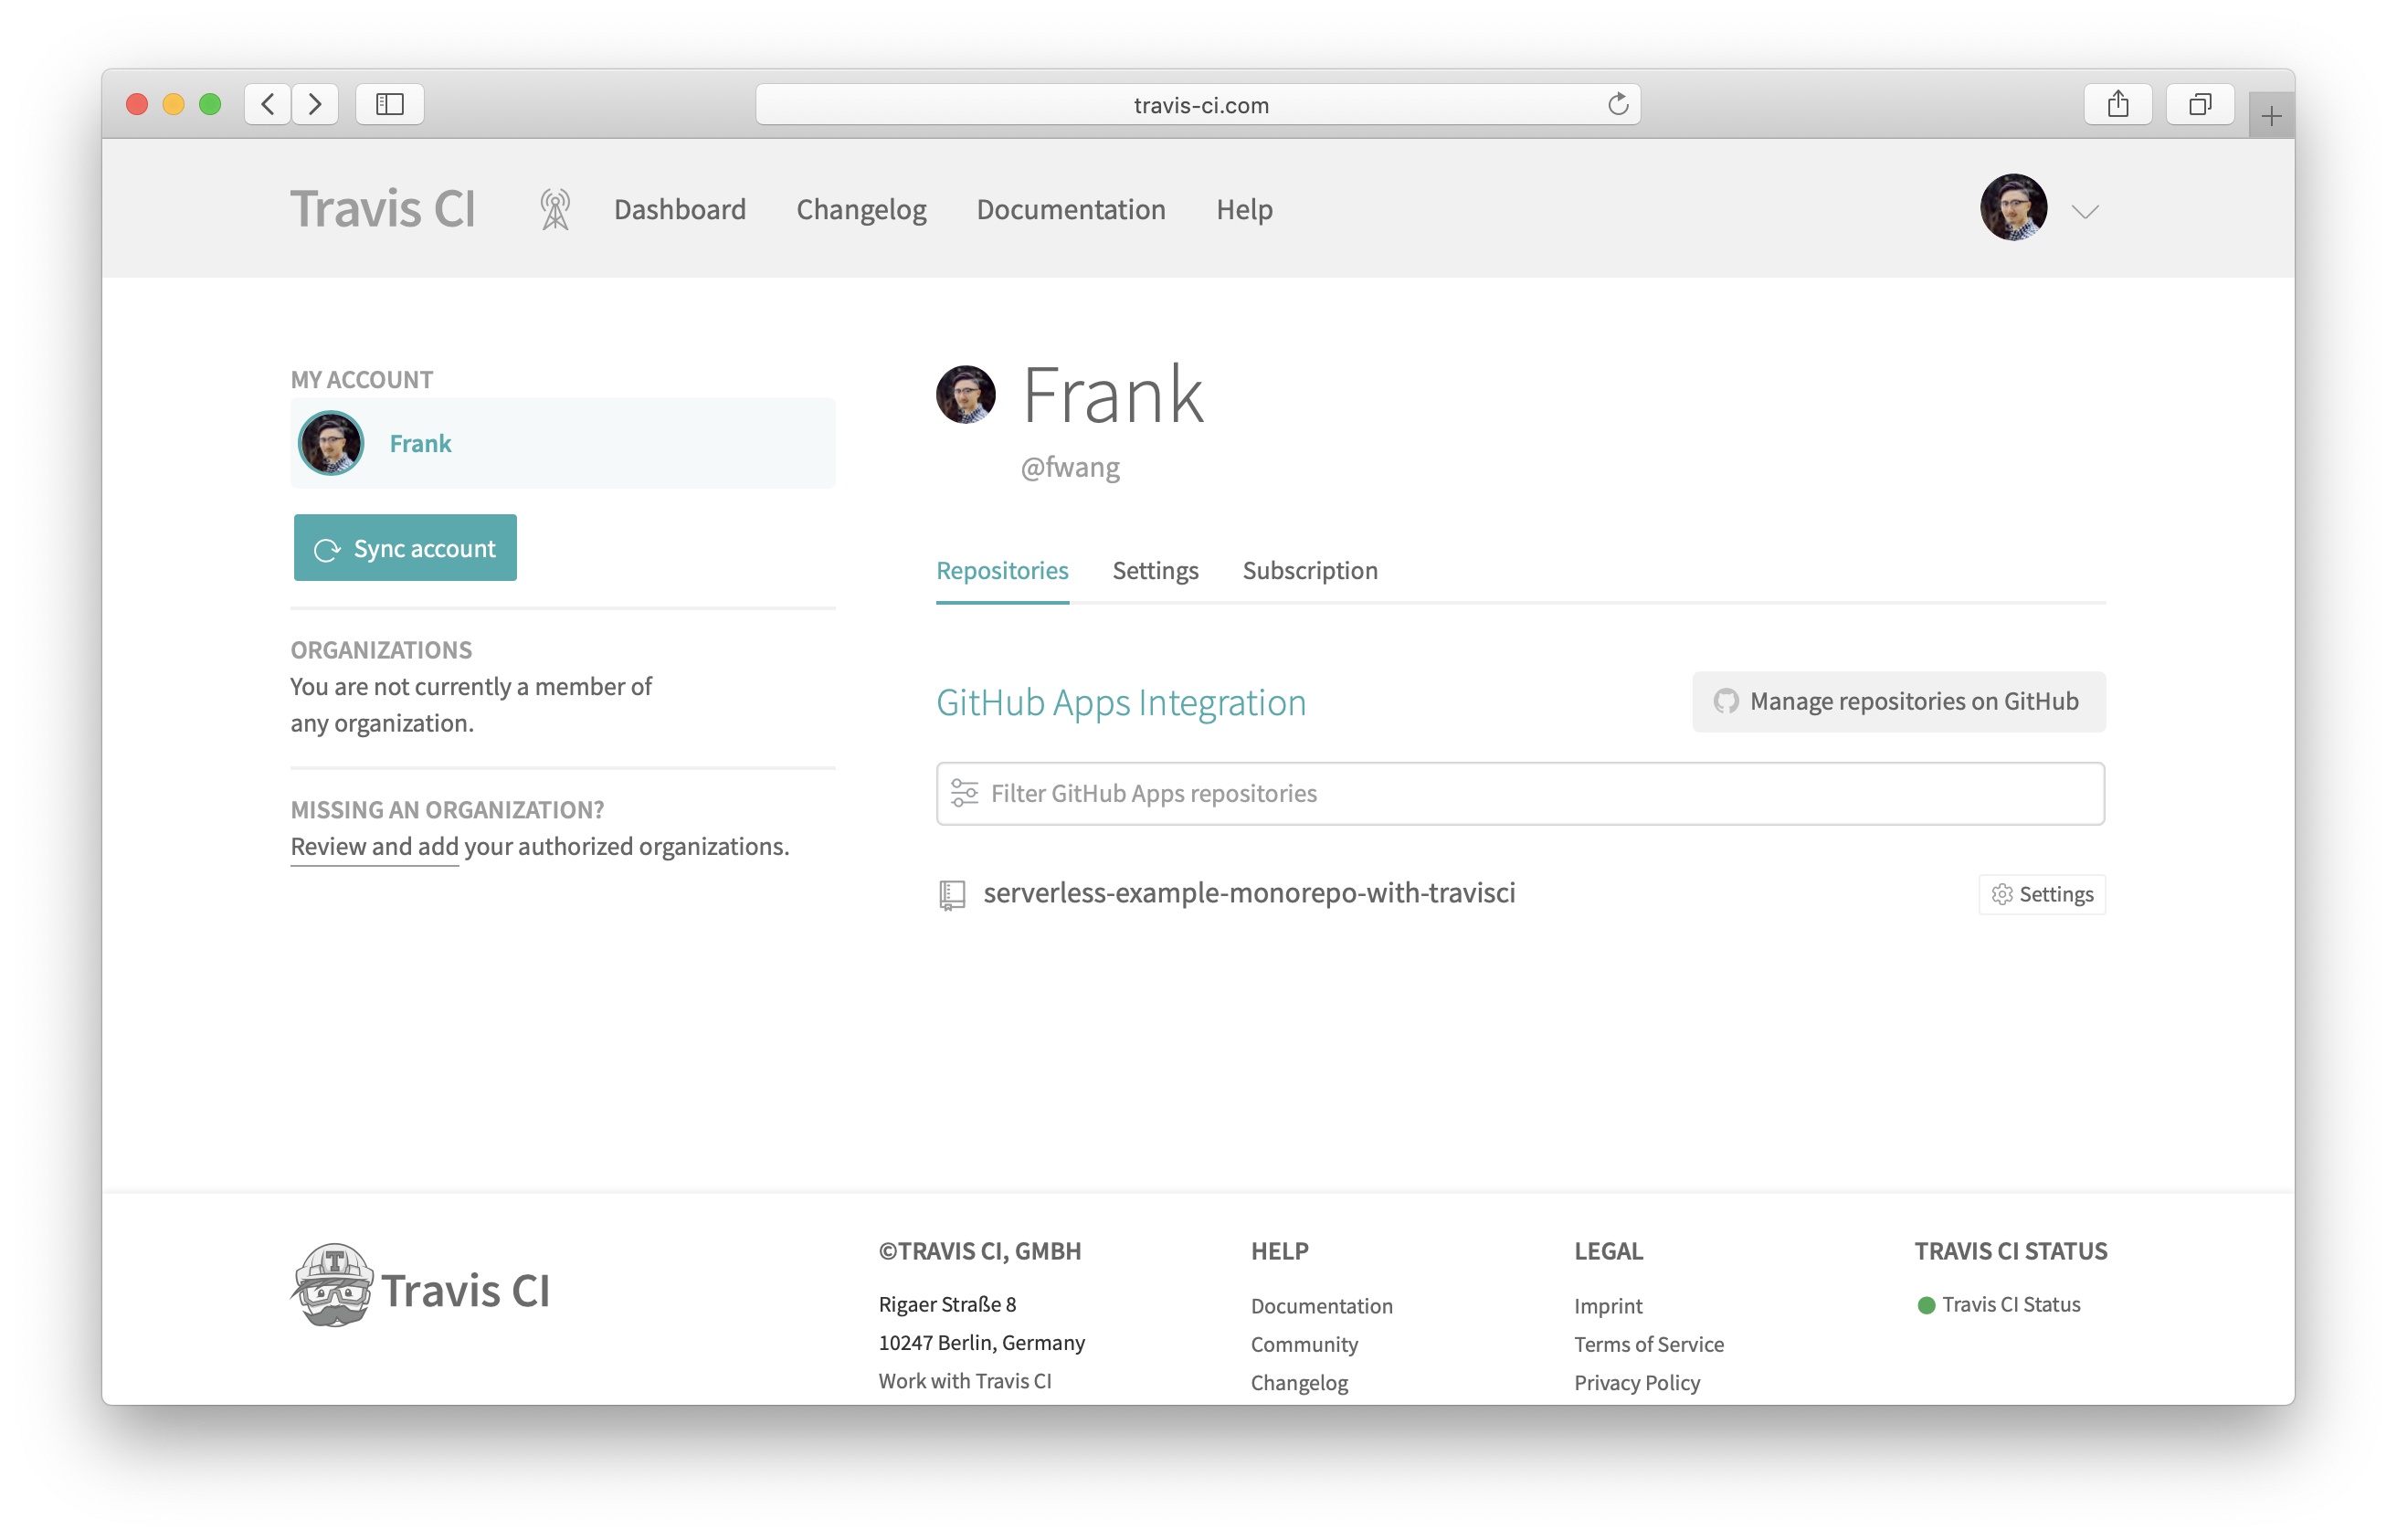 travis-ci.com
Travis CI
Dashboard
Changelog
Documentation
Help
MY ACCOUNT
Frank
Sync account
ORGANIZATIONS
You are not currently a member of
any organization.
MISSING AN ORGANIZATION?
Review and add your authorized organizations.
Frank
@fwang
Repositories
Settings
Subscription
GitHub Apps Integration
Manage repositories on GitHub
Filter GitHub Apps repositories
serverless-example-monorepo-with-travisci
Settings
T
Travis CI
©TRAVIS CI, GMBH
Rigaer Straße 8
10247 Berlin, Germany
Work with Travis CI
HELP
Documentation
Community
Changelog
LEGAL
Imprint
Terms of Service
Privacy Policy
TRAVIS CI STATUS
Travis CI Status